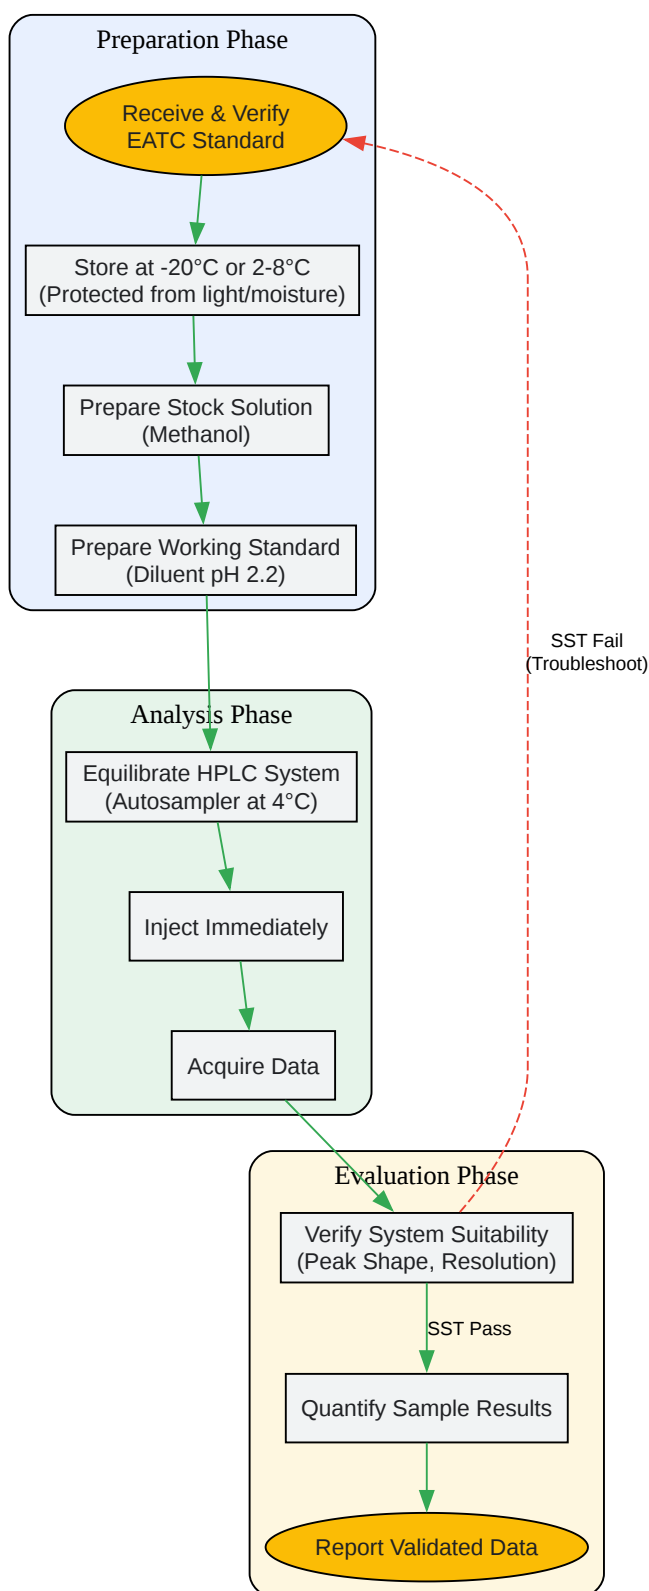 Preparation Phase
Receive & Verify
EATC Standard
Store at -20°C or 2-8°C
(Protected from light/moisture)
Prepare Stock Solution
(Methanol)
Prepare Working Standard
(Diluent pH 2.2)
SST Fail
(Troubleshoot)
Analysis Phase
Equilibrate HPLC System
(Autosampler at 4°C)
Inject Immediately
Acquire Data
Evaluation Phase
Verify System Suitability
(Peak Shape, Resolution)
SST Pass
Quantify Sample Results
Report Validated Data